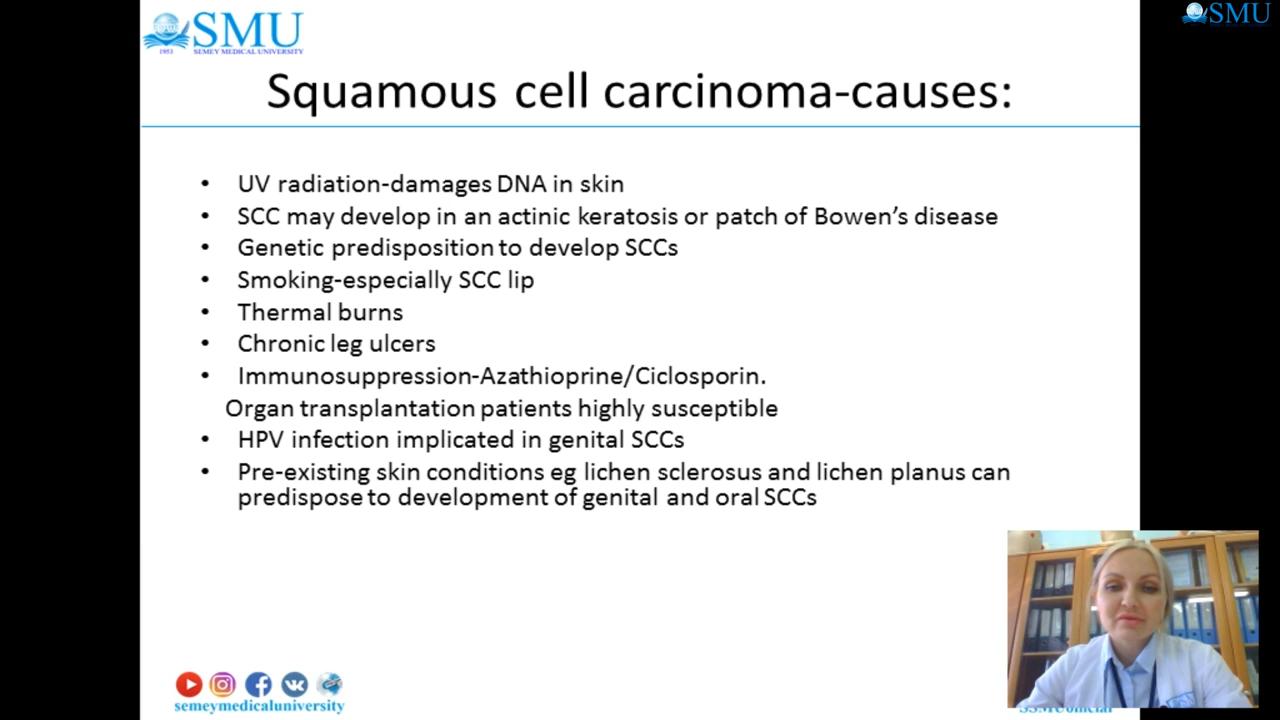 SMU
SEMEY MEDICAL UNIVERSITY
1953
SMU
Squamous cell carcinoma-causes:
• UV radiation-damages DNA in skin
• SCC may develop in an actinic keratosis or patch of Bowen’s disease
• Genetic predisposition to develop SCCs
• Smoking-especially SCC lip
• Thermal burns
• Chronic leg ulcers
• Immunosuppression-Azathioprine/Ciclosporin.
Organ transplantation patients highly susceptible
• HPV infection implicated in genital SCCs
• Pre-existing skin conditions eg lichen sclerosus and lichen planus can
predispose to development of genital and oral SCCs
semeymedicaluniversity